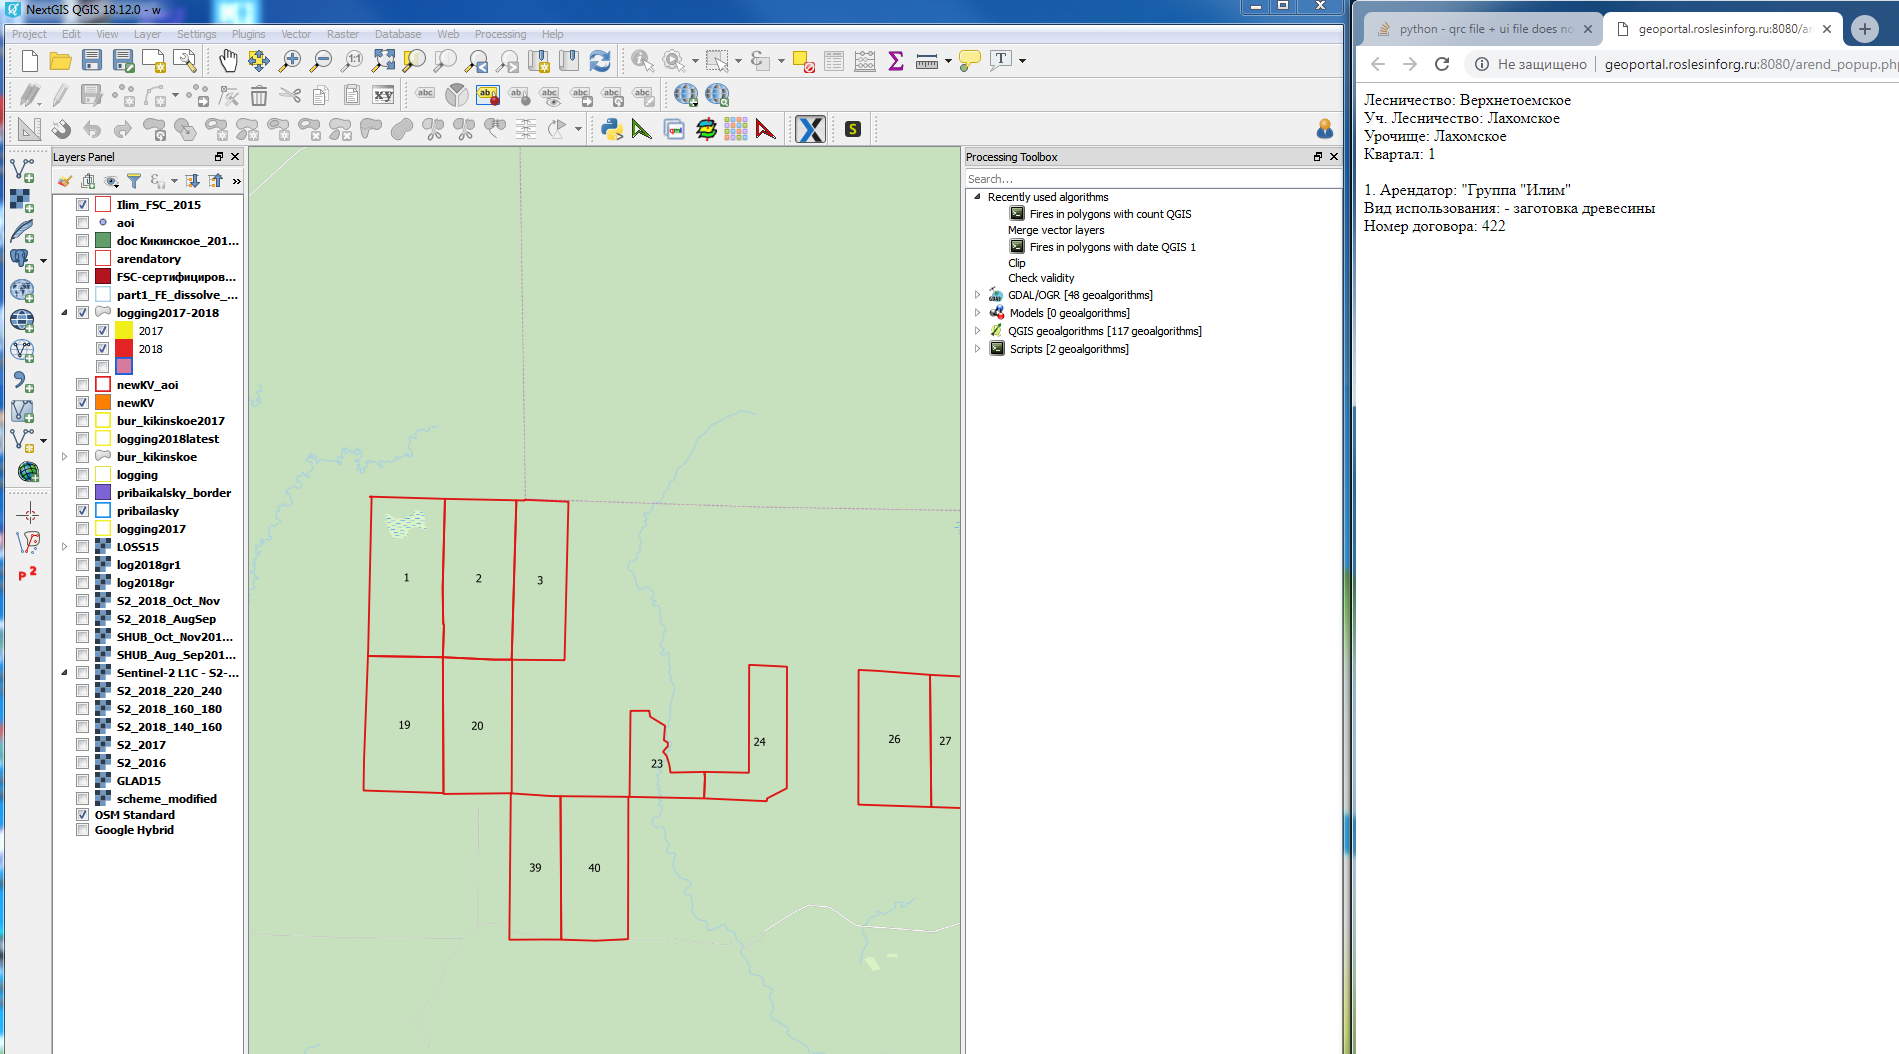 NextGIS QGIS 18.12.0 - w
Project Edit View Layer Settings Plugins Vector Raster Database Web Processing Help
Layers Panel
Ilim_FSC_2015
aoi
doc Кикинское_201...
arendatory
FSC-сертифициров...
part1_FE_dissolve_...
logging2017-2018
2017
2018
newKV_aoi
newKV
bur_kikinskoe2017
logging2018latest
bur_kikinskoe
logging
pribaikalsky_border
pribailasky
logging2017
LOSS15
log2018gr1
log2018gr
S2_2018_Oct_Nov
S2_2018_AugSep
SHUB_Oct_Nov201...
SHUB_Aug_Sep201...
Sentinel-2 L1C - S2-...
S2_2018_220_240
S2_2018_160_180
S2_2018_140_160
S2_2017
S2_2016
GLAD15
scheme_modified
OSM Standard
Google Hybrid
1 2 3
19 20 23 24 26 27
39 40
Processing Toolbox
Search...
Recently used algorithms
Fires in polygons with count QGIS
Merge vector layers
Fires in polygons with date QGIS 1
Clip
Check validity
GDAL/OGR [48 geoalgorithms]
Models [0 geoalgorithms]
QGIS geoalgorithms [117 geoalgorithms]
Scripts [2 geoalgorithms]
python - qrc file + ui file does no
geoportal.roslesinforg.ru:8080/ar
Не защищено | geoportal.roslesinforg.ru:8080/arend_popup.php
Лесничество: Верхнетоемское
Уч. Лесничество: Лахомское
Урочище: Лахомское
Квартал: 1
1. Арендатор: "Группа "Илим"
Вид использования: - заготовка древесины
Номер договора: 422